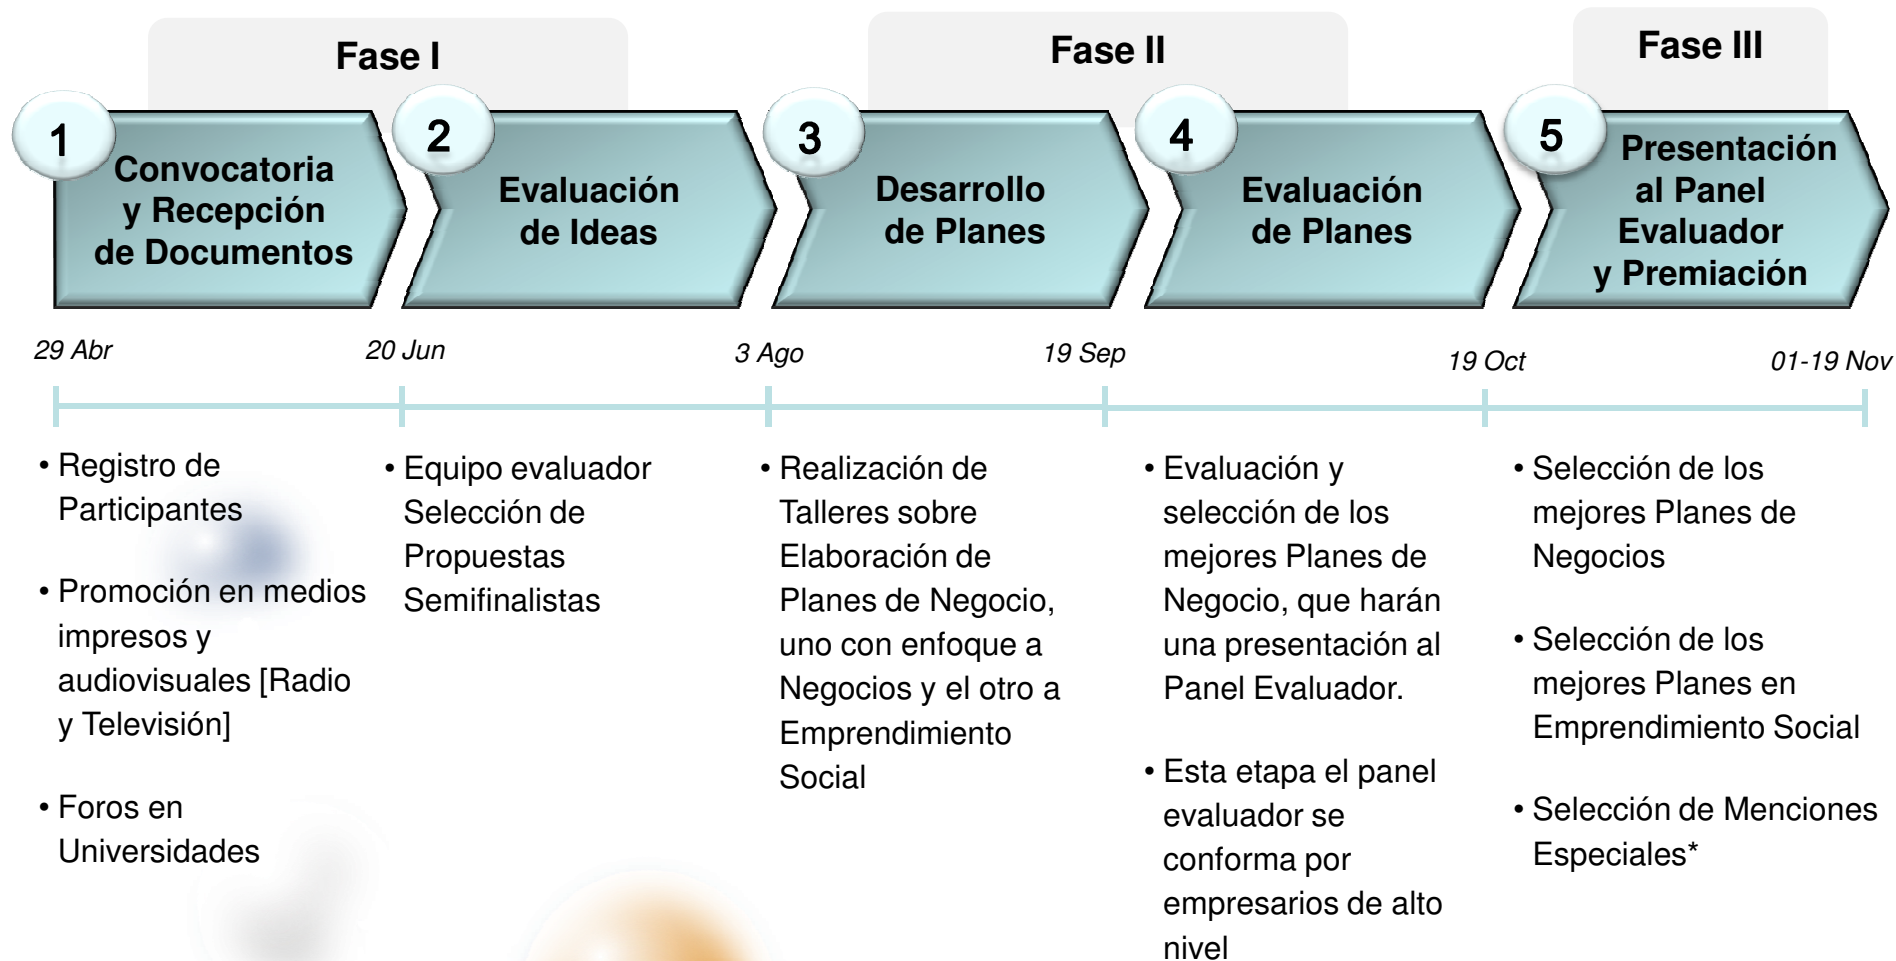 Fase I
Fase II
Fase III
1
Convocatoria
y Recepción
de Documentos
2
Evaluación
de Ideas
3
Desarrollo
de Planes
4
Evaluación
de Planes
5
Presentación
al Panel
Evaluador
y Premiación
29 Abr
20 Jun
3 Ago
19 Sep
19 Oct
01-19 Nov
• Registro de
Participantes
• Promoción en medios
impresos y
audiovisuales [Radio
y Televisión]
• Foros en
Universidades
• Equipo evaluador
Selección de
Propuestas
Semifinalistas
• Realización de
Talleres sobre
Elaboración de
Planes de Negocio,
uno con enfoque a
Negocios y el otro a
Emprendimiento
Social
• Evaluación y
selección de los
mejores Planes de
Negocio, que harán
una presentación al
Panel Evaluador.
• Esta etapa el panel
evaluador se
conforma por
empresarios de alto
nivel
• Selección de los
mejores Planes de
Negocios
• Selección de los
mejores Planes en
Emprendimiento Social
• Selección de Menciones
Especiales*